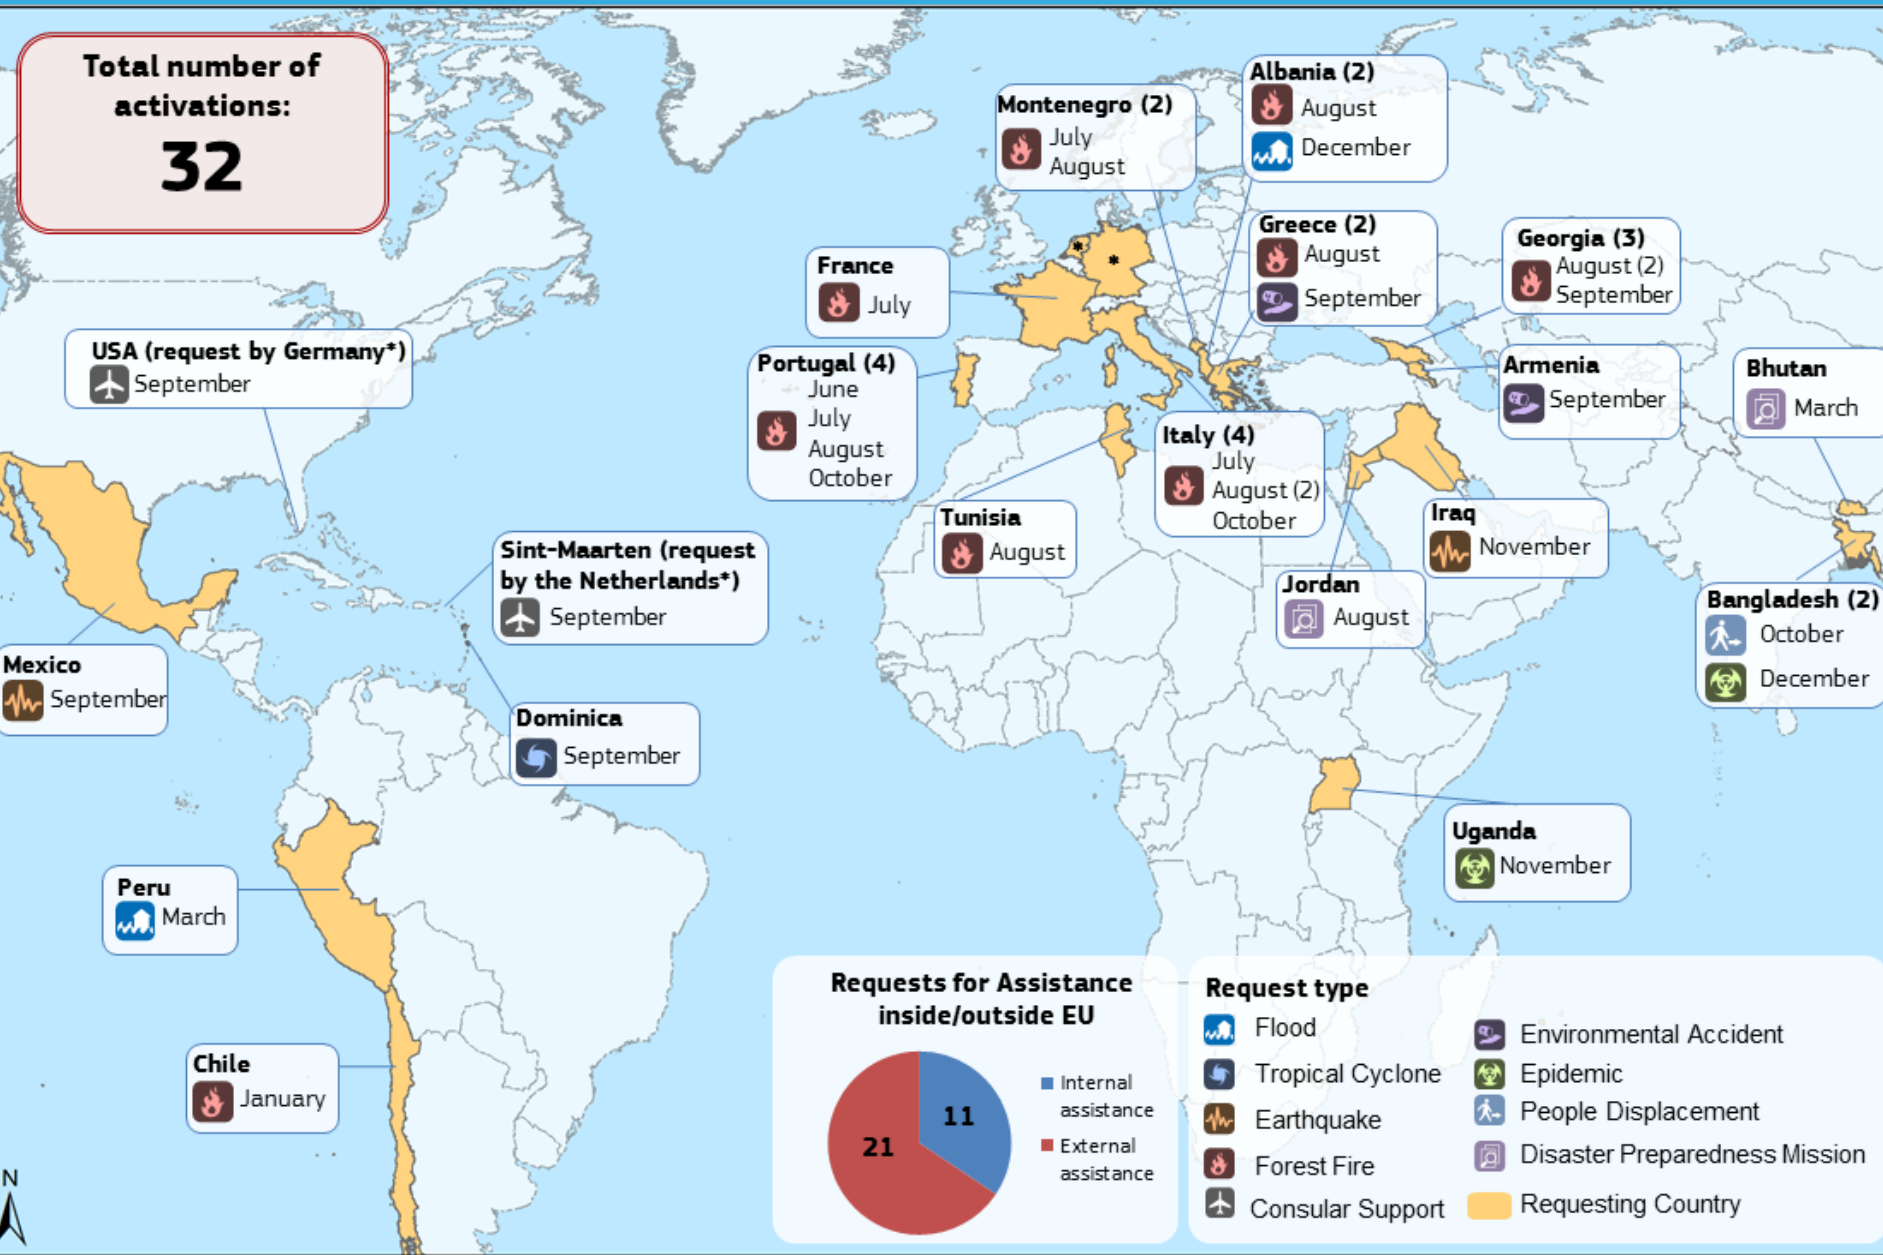 Total number of
activations:
32
Montenegro (2)
July
August
Albania (2)
August
December
Greece (2)
August
September
Georgia (3)
August (2)
September
France
July
USA (request by Germany*)
September
Portugal (4)
June
July
August
October
Armenia
September
Bhutan
March
Italy (4)
July
August (2)
October
Tunisia
August
Iraq
November
Sint-Maarten (request
by the Netherlands*)
September
Jordan
August
Bangladesh (2)
October
December
Mexico
September
Dominica
September
Uganda
November
Peru
March
Chile
January
N
Requests for Assistance
inside/outside EU
11
21
Internal
assistance
External
assistance
Request type
Flood
Tropical Cyclone
Earthquake
Forest Fire
Consular Support
Environmental Accident
Epidemic
People Displacement
Disaster Preparedness Mission
Requesting Country
*
*